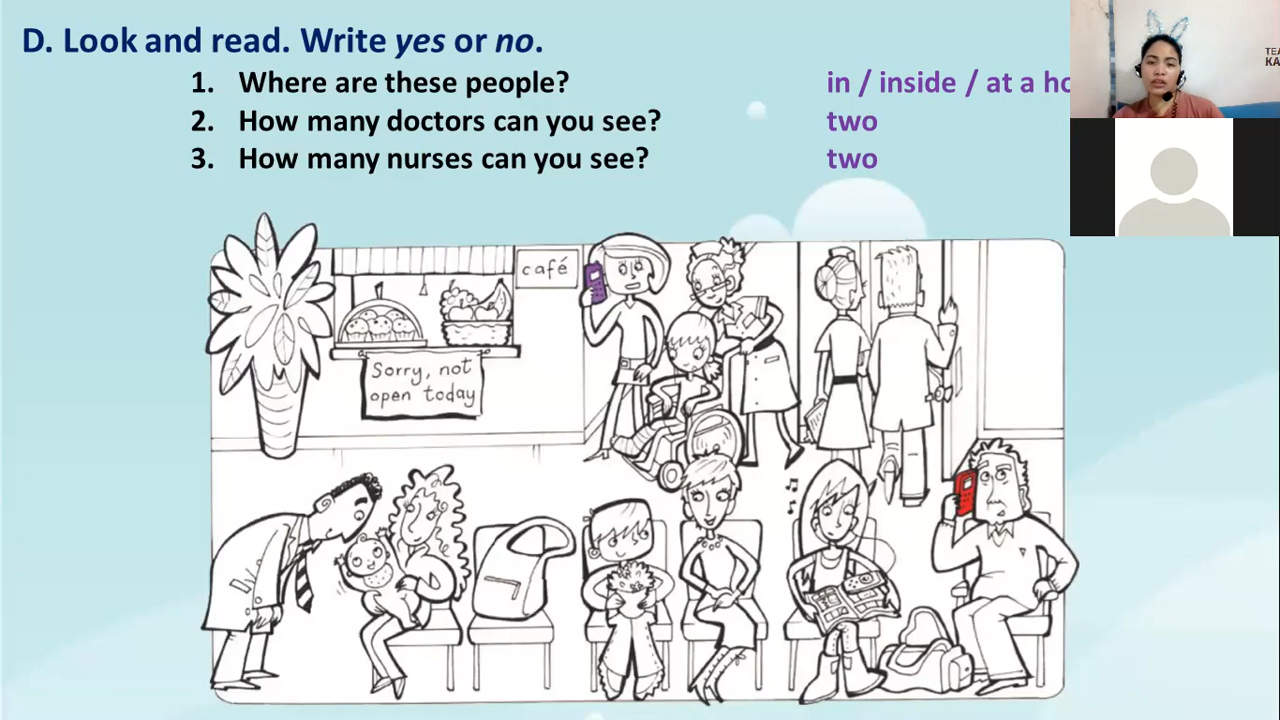 D. Look and read. Write yes or no.
1. Where are these people? in / inside / at a
2. How many doctors can you see? two
3. How many nurses can you see? two
café
Sorry, not
open today